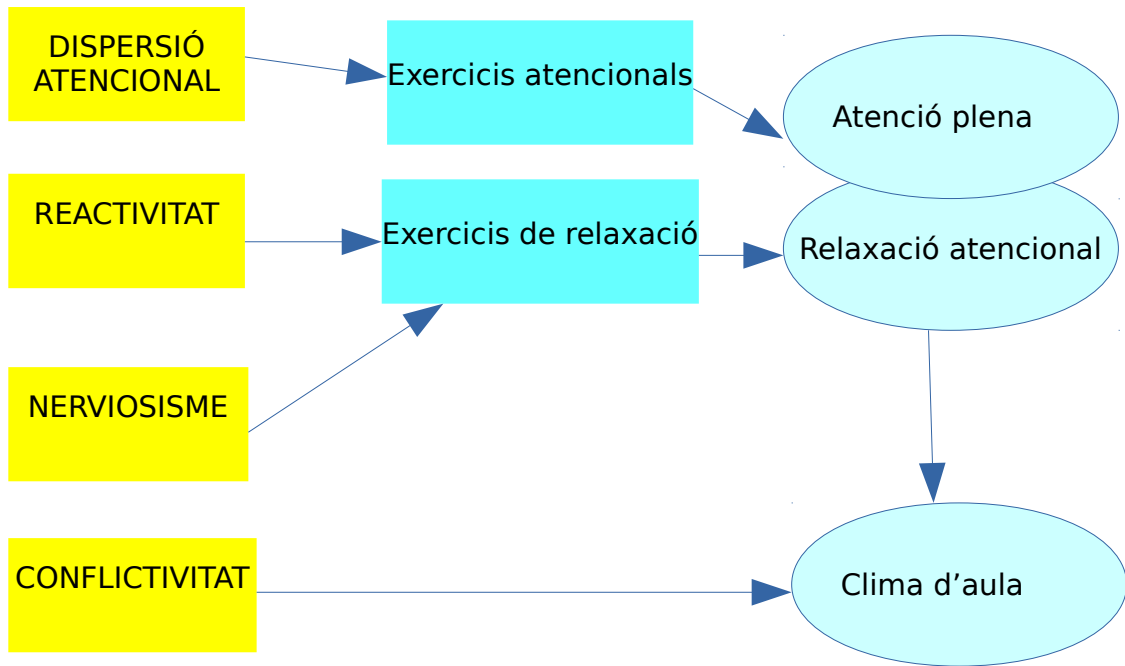 DISPERSIÓ
ATENCIONAL
Exercicis atencionals
Atenció plena
REACTIVITAT
Exercicis de relaxació
Relaxació atencional
NERVIOSISME
CONFLICTIVITAT
Clima d’aula